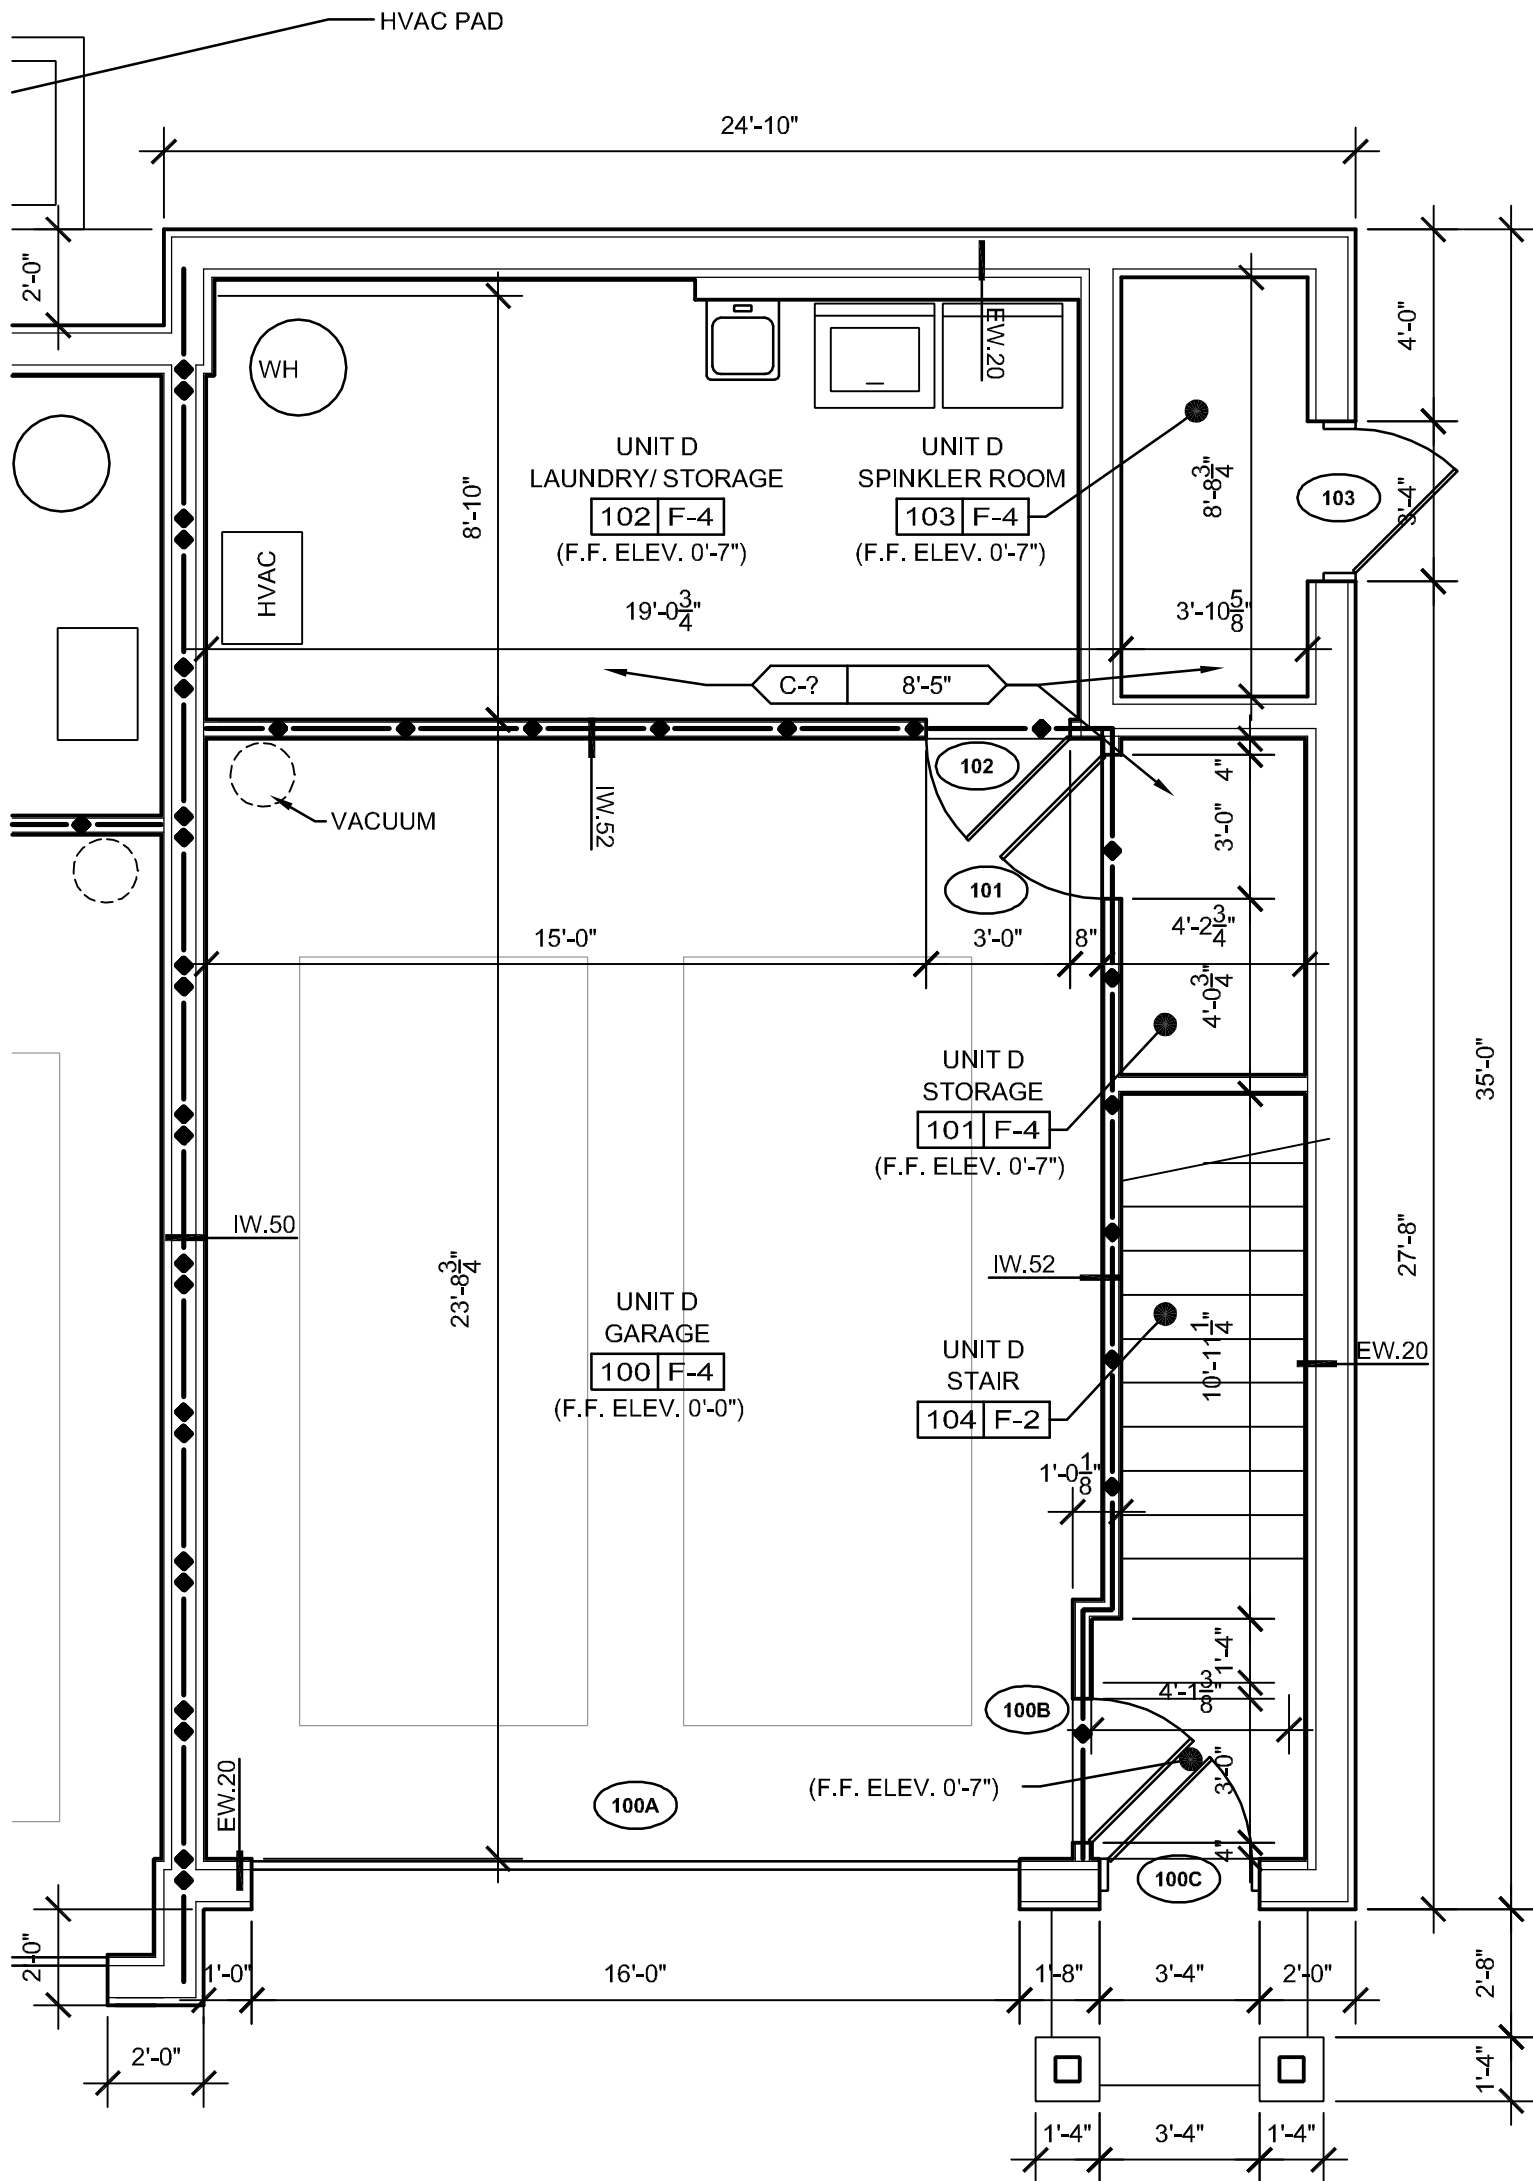 HVAC PAD
24'-10"
2'-0"
4'-0"
WH
EW.20
UNIT D
LAUNDRY/ STORAGE
102 F-4
(F.F. ELEV. 0'-7")
UNIT D
SPINKLER ROOM
103 F-4
(F.F. ELEV. 0'-7")
8'-10"
8'-8 3/4"
103
3'-4"
HVAC
19'-0 3/4"
3'-10 5/8"
C-? 8'-5"
102
4"
VACUUM
IW.52
3'-0"
101
15'-0"
3'-0"
8"
4'-2 3/4"
4'-0 3/4"
UNIT D
STORAGE
101 F-4
(F.F. ELEV. 0'-7")
35'-0"
IW.50
27'-8"
23'-8 3/4"
IW.52
UNIT D
GARAGE
100 F-4
(F.F. ELEV. 0'-0")
UNIT D
STAIR
104 F-2
10'-11 1/4"
EW.20
1'-0 1/8"
1'-4"
4'-1 3/8"
100B
(F.F. ELEV. 0'-7")
3'-0"
EW.20
100A
4"
100C
2'-0"
1'-0"
16'-0"
1'-8"
3'-4"
2'-0"
2'-8"
2'-0"
1'-4"
1'-4"
3'-4"
1'-4"